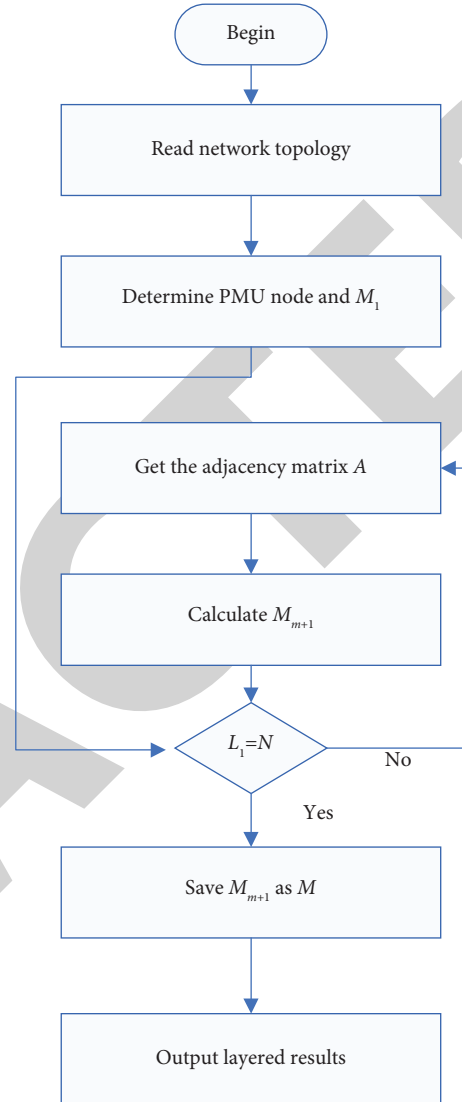 Begin
Read network topology
Determine PMU node and M₁
Get the adjacency matrix A
Calculate Mₘ₊₁
L₁=N
No
Yes
Save Mₘ₊₁ as M
Output layered results